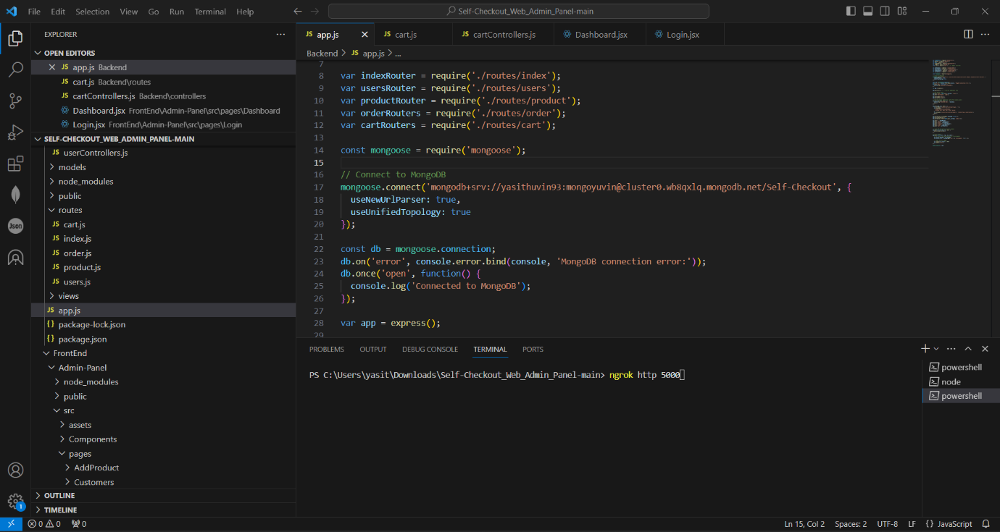 File Edit Selection View Go Run Terminal Help
Self-Checkout_Web_Admin_Panel-main
EXPLORER
OPEN EDITORS
app.js Backend
cart.js Backend\routes
cartControllers.js Backend\controllers
Dashboard.jsx FrontEnd\Admin-Panel\src\pages\Dashboard
Login.jsx FrontEnd\Admin-Panel\src\pages\Login
SELF-CHECKOUT_WEB_ADMIN_PANEL-MAIN
JS userControllers.js
models
node_modules
public
routes
JS cart.js
JS index.js
JS order.js
JS product.js
JS users.js
views
JS app.js
{} package-lock.json
{} package.json
FrontEnd
Admin-Panel
node_modules
public
src
assets
Components
pages
AddProduct
Customers
OUTLINE
TIMELINE
JS app.js JS cart.js JS cartControllers.js Dashboard.jsx Login.jsx
Backend > JS app.js > ...
7
8 var indexRouter = require('./routes/index');
9 var usersRouter = require('./routes/users');
10 var productRouter = require('./routes/product');
11 var orderRouters = require('./routes/order');
12 var cartRouters = require('./routes/cart');
13
14 const mongoose = require('mongoose');
15
16 // Connect to MongoDB
17 mongoose.connect('mongodb+srv://yasithuvin93:mongoyuvin@cluster0.wb8qxlq.mongodb.net/Self-Checkout', {
18 useNewUrlParser: true,
19 useUnifiedTopology: true
20 });
21
22 const db = mongoose.connection;
23 db.on('error', console.error.bind(console, 'MongoDB connection error:'));
24 db.once('open', function() {
25 console.log('Connected to MongoDB');
26 });
27
28 var app = express();
29
PROBLEMS OUTPUT DEBUG CONSOLE TERMINAL PORTS
PS C:\Users\yasit\Downloads\Self-Checkout_Web_Admin_Panel-main> ngrok http 5000
powershell
node
powershell
Json
1
0 0 0
Ln 15, Col 2 Spaces: 2 UTF-8 LF {} JavaScript